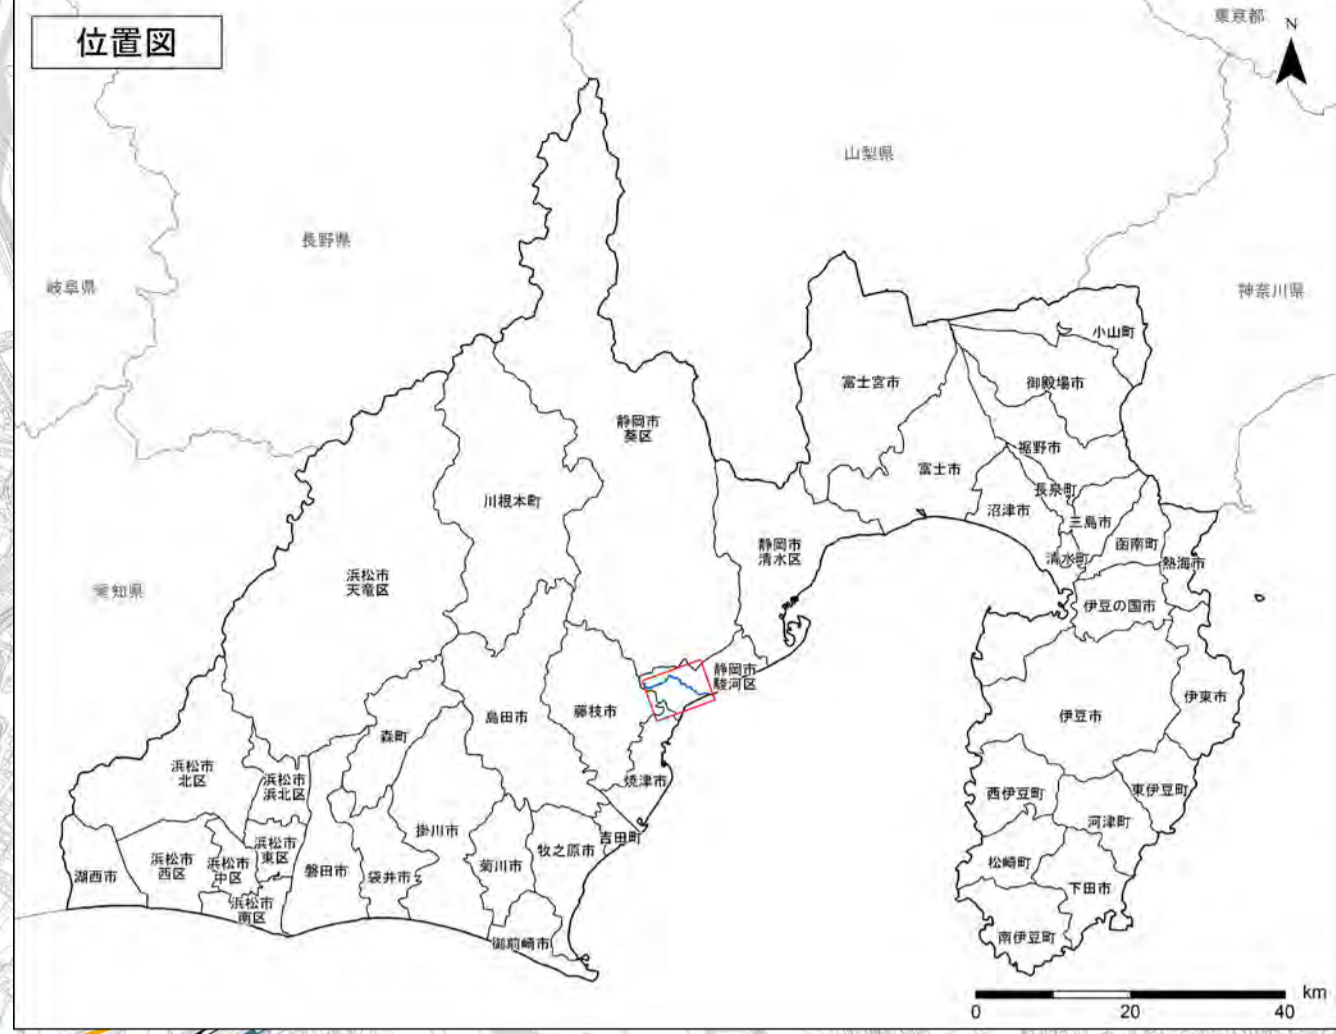 位置図
東京都
N
山梨県
長野県
岐阜県
神奈川県
小山町
富士宮市
御殿場市
静岡市
葵区
裾野市
富士市
長泉町
川根本町
沼津市
三島市
静岡市
清水区
函南町
清水町
熱海市
浜松市
天竜区
愛知県
伊豆の国市
静岡市
駿河区
伊東市
島田市
藤枝市
伊豆市
森町
浜松市
北区
浜松市
浜北区
焼津市
西伊豆町
東伊豆町
河津町
掛川市
吉田町
浜松市
東区
牧之原市
浜松市
西区
浜松市
中区
菊川市
松崎町
磐田市
湖西市
袋井市
下田市
浜松市
南区
南伊豆町
御前崎市
km
0 20 40